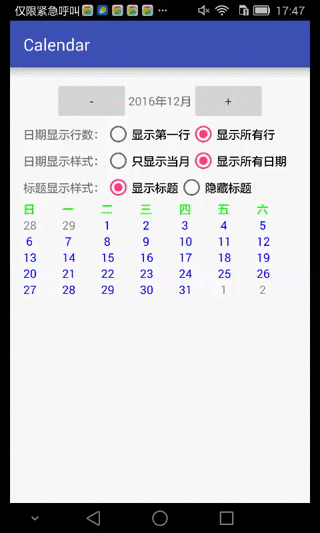 仅限紧急呼叫 17:47
Calendar
- 2016年12月 +
日期显示行数： 显示第一行 显示所有行
日期显示样式： 只显示当月 显示所有日期
标题显示样式： 显示标题 隐藏标题
日 一 二 三 四 五 六
28 29 1 2 3 4 5
6 7 8 9 10 11 12
13 14 15 16 17 18 19
20 21 22 23 24 25 26
27 28 29 30 31 1 2